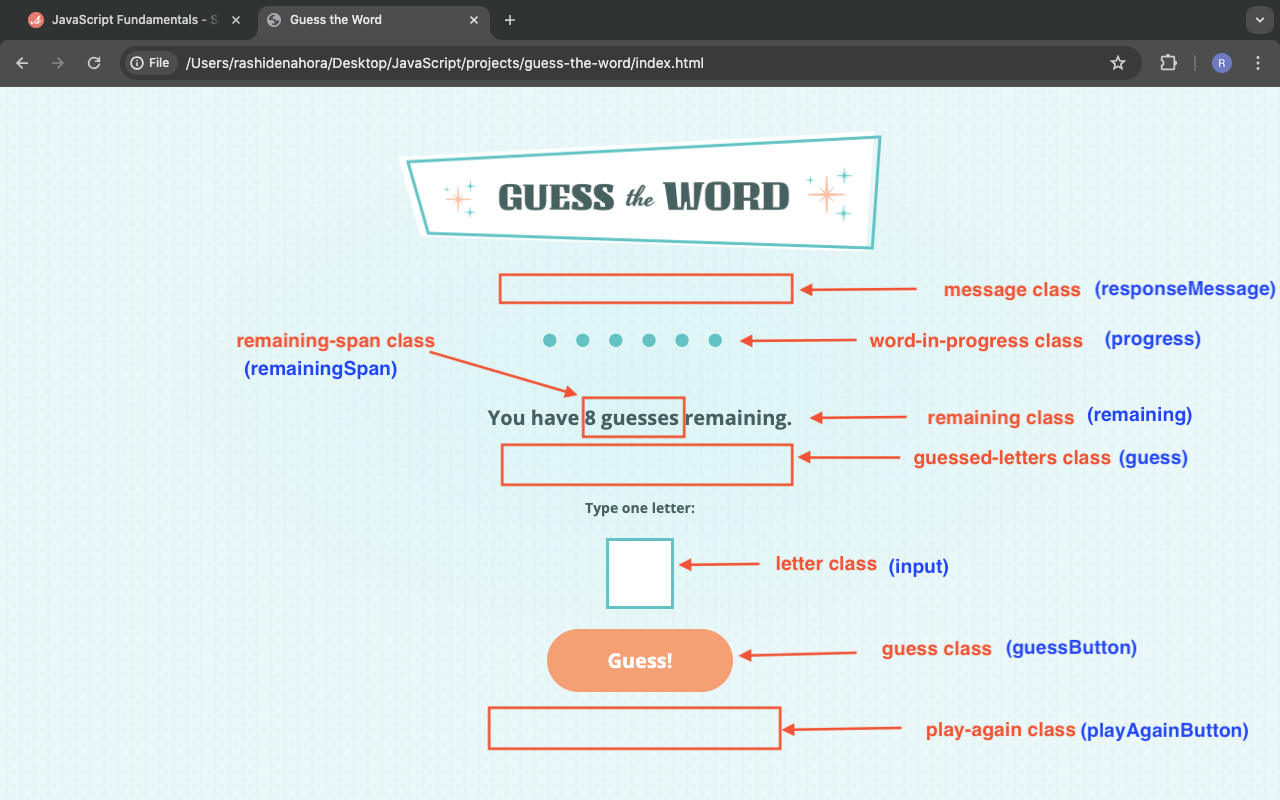 JavaScript Fundamentals - S
Guess the Word
File
/Users/rashidenahora/Desktop/JavaScript/projects/guess-the-word/index.html
R
GUESS the WORD
message class (responseMessage)
remaining-span class
(remainingSpan)
word-in-progress class (progress)
You have 8 guesses remaining.
remaining class (remaining)
guessed-letters class (guess)
Type one letter:
letter class (input)
Guess!
guess class (guessButton)
play-again class (playAgainButton)